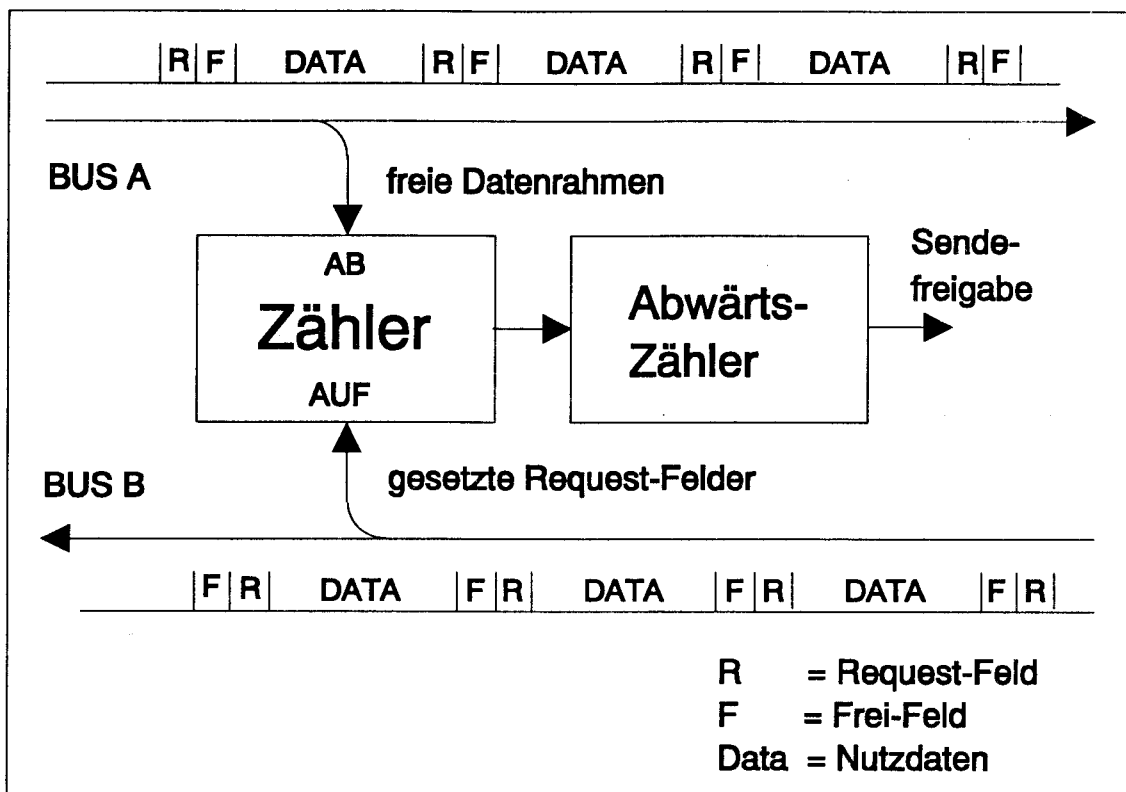 R F DATA R F DATA R F DATA R F
BUS A
freie Datenrahmen
AB
Zähler
AUF
Abwärts-
Zähler
Sende-
freigabe
BUS B
gesetzte Request-Felder
F R DATA F R DATA F R DATA F R
R = Request-Feld
F = Frei-Feld
Data = Nutzdaten